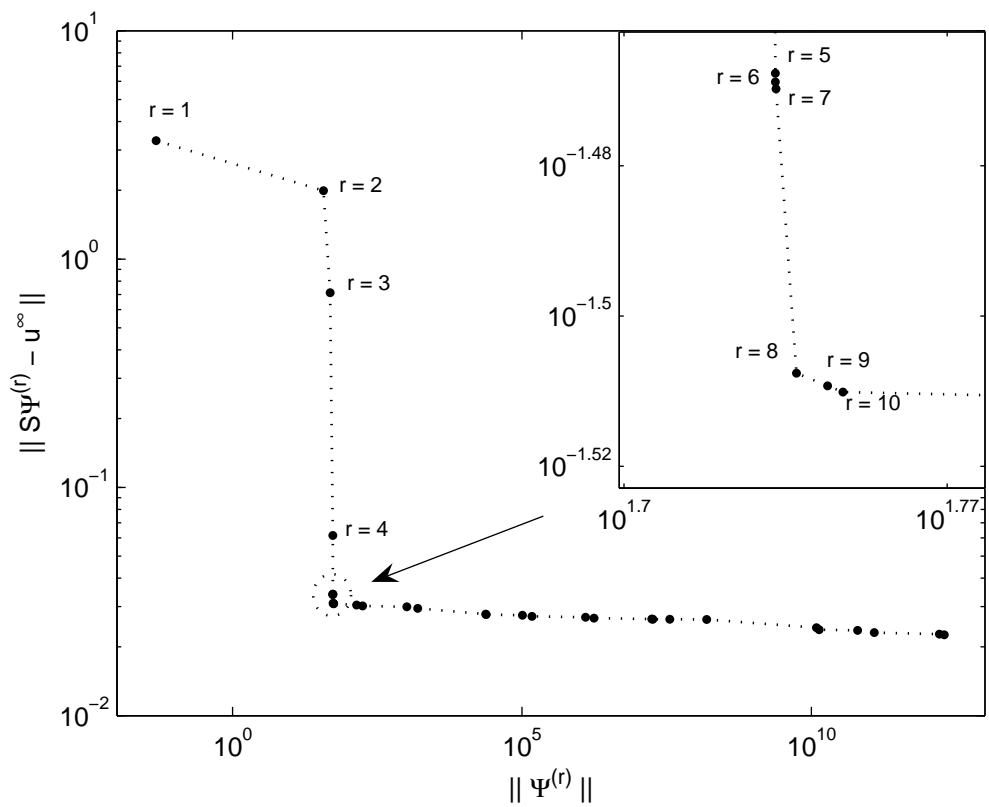 10^1
r = 1
r = 2
10^0
r = 3
10^−1
r = 4
10^−2
10^0
10^5
10^10
|| Ψ^(r) ||
|| SΨ^(r) − u^∞ ||
r = 5
r = 6
r = 7
10^−1.48
10^−1.5
r = 8
r = 9
r = 10
10^−1.52
10^1.7
10^1.77